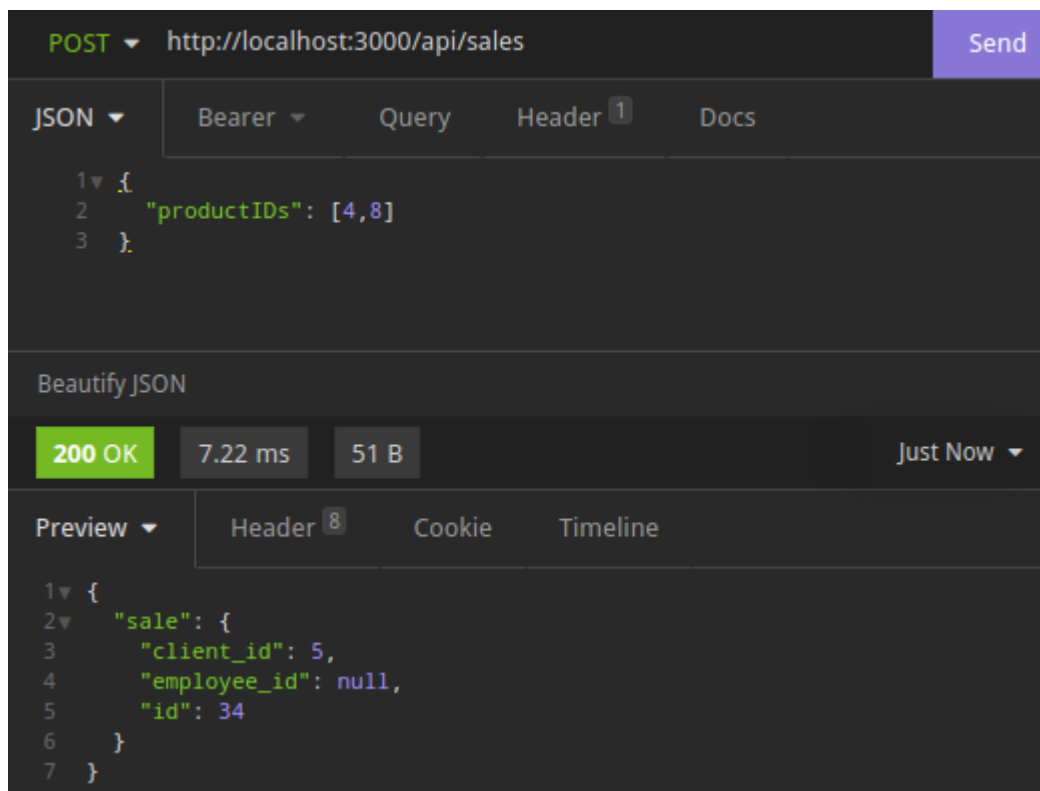 POST http://localhost:3000/api/sales Send
JSON Bearer Query Header 1 Docs
1 {
2 "productIDs": [4,8]
3 }
Beautify JSON
200 OK 7.22 ms 51 B Just Now
Preview Header 8 Cookie Timeline
1 {
2 "sale": {
3 "client_id": 5,
4 "employee_id": null,
5 "id": 34
6 }
7 }